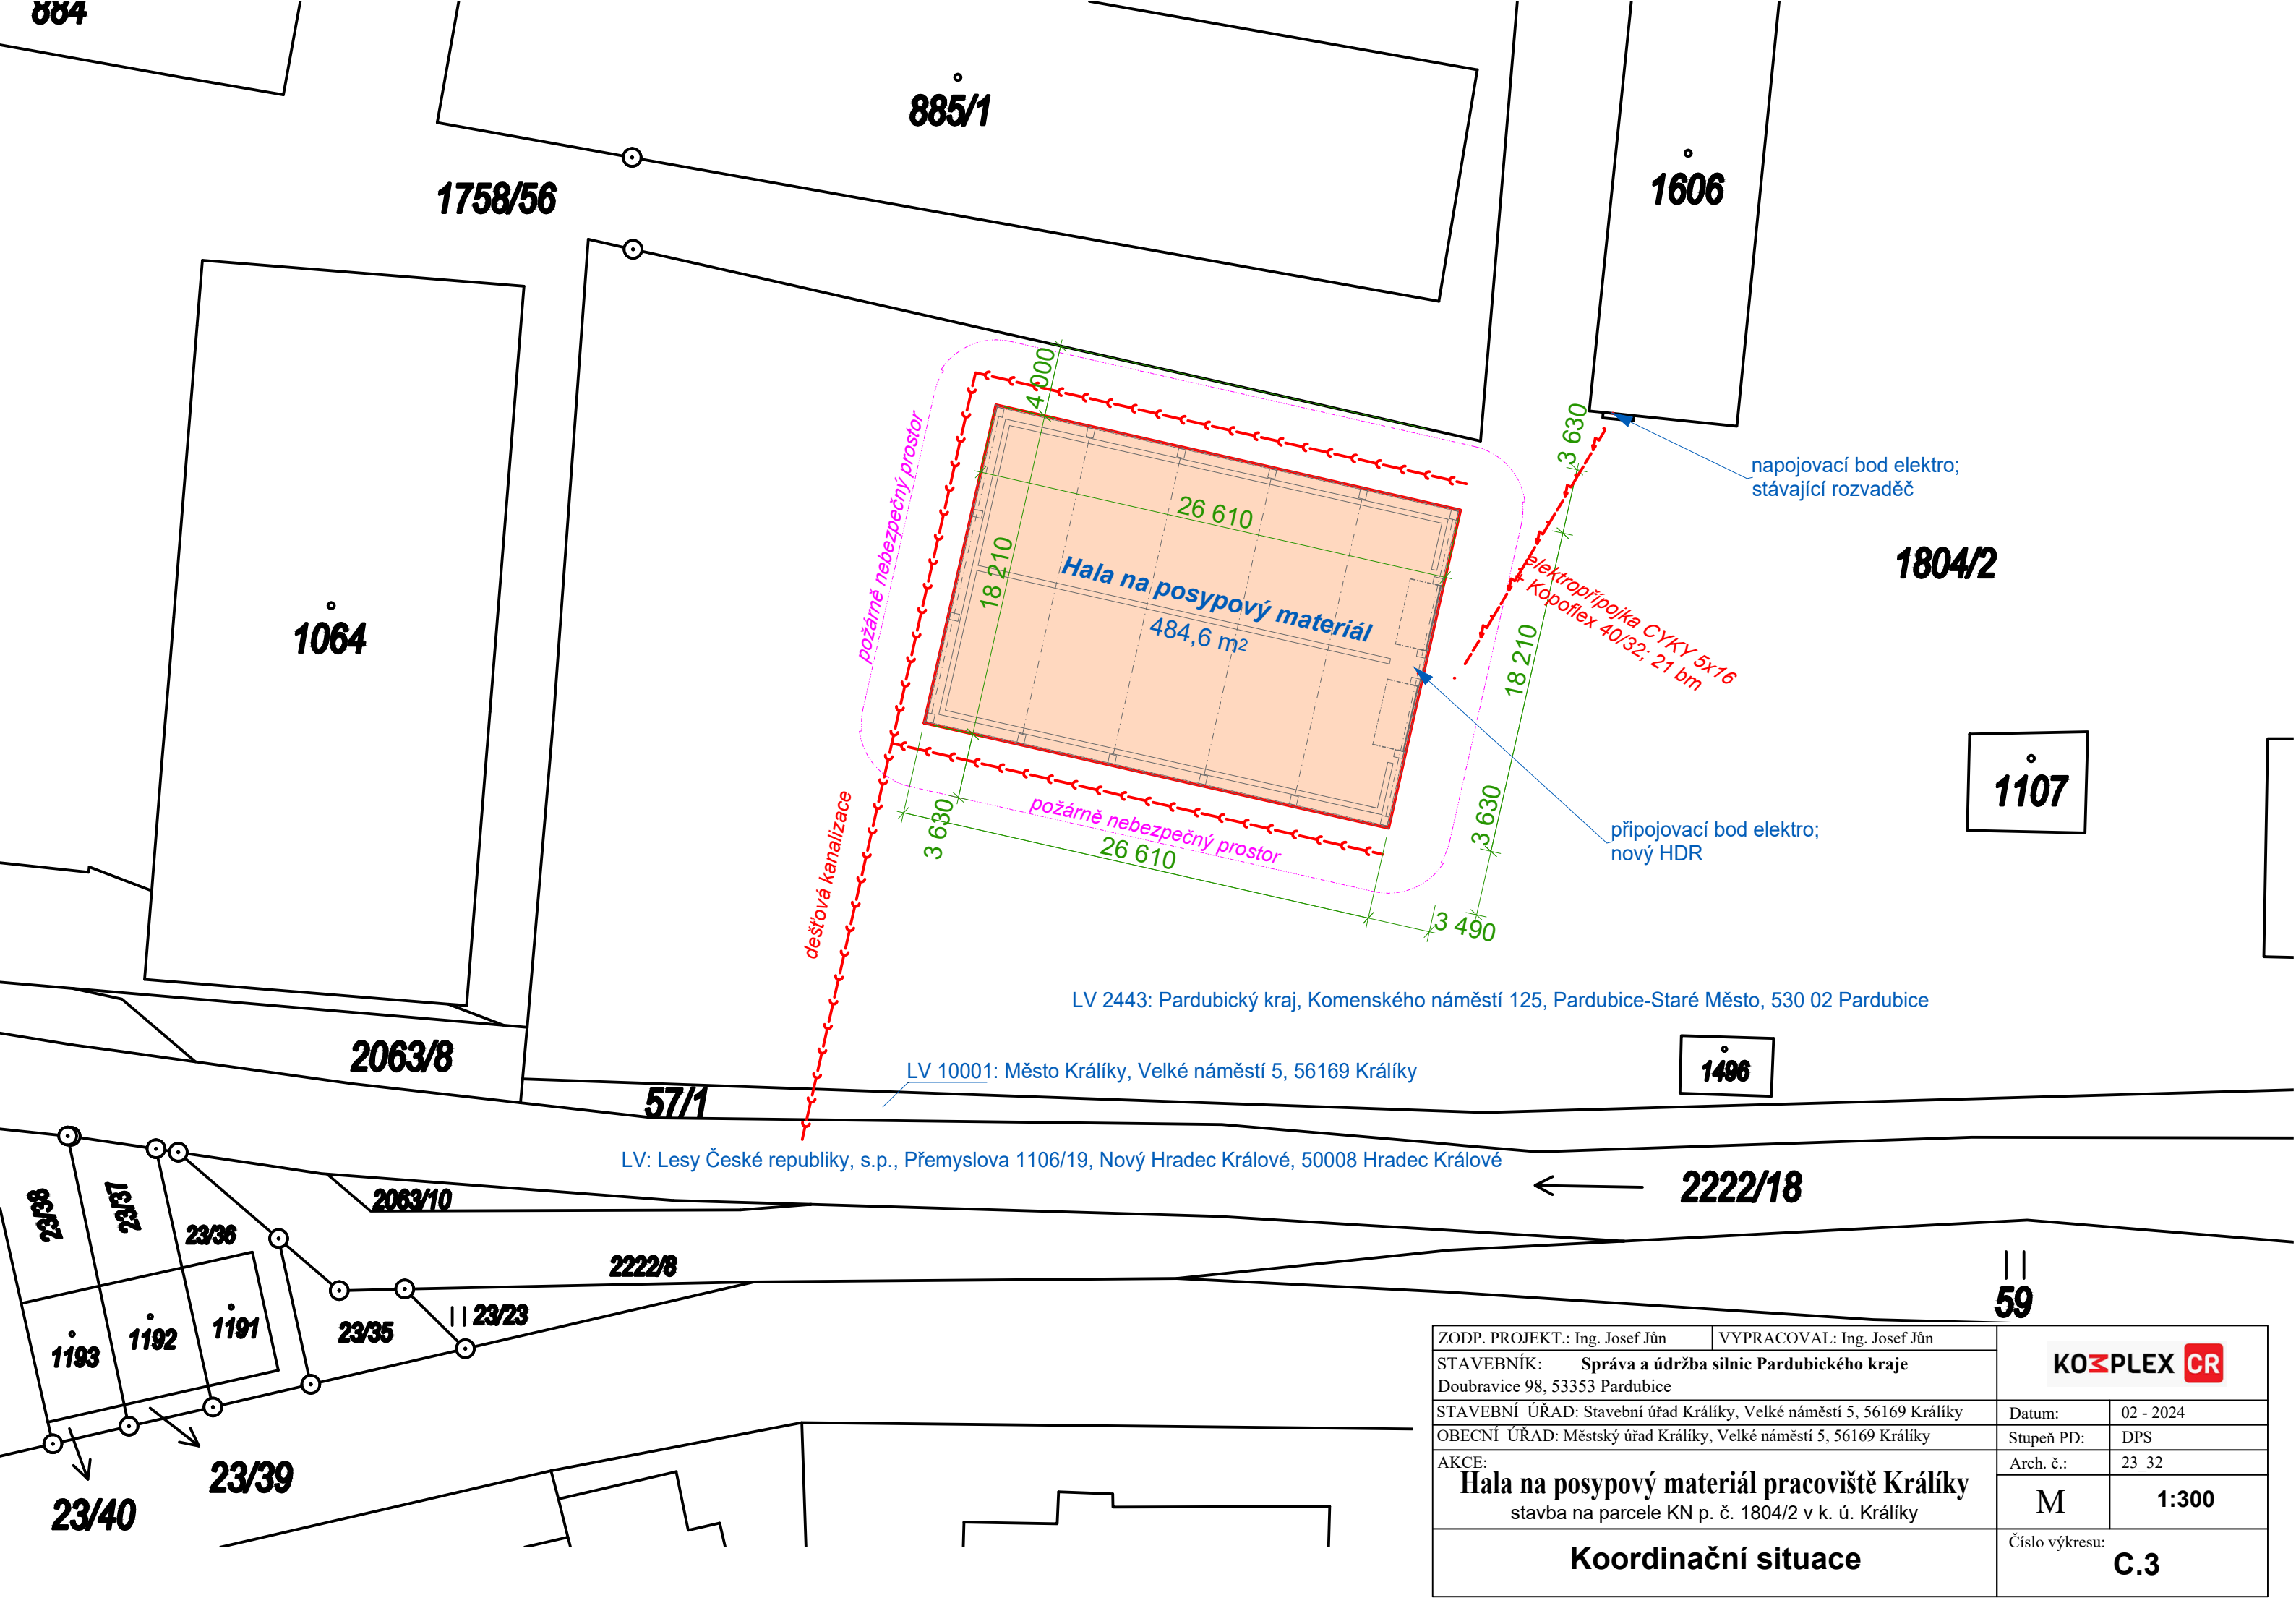 884
885/1
1758/56
1606
4 000
3 630
napojovací bod elektro;
stávající rozvaděč
požárně nebezpečný prostor
26 610
1804/2
18 210
Hala na posypový materiál
484,6 m2
elektropřípojka CYKY 5x16
+ Kopoflex 40/32; 21 bm
1064
18 210
1107
3 630
požárně nebezpečný prostor
3 630
26 610
připojovací bod elektro;
nový HDR
dešťová kanalizace
3 490
LV 2443: Pardubický kraj, Komenského náměstí 125, Pardubice-Staré Město, 530 02 Pardubice
2063/8
LV 10001: Město Králíky, Velké náměstí 5, 56169 Králíky
1496
57/1
LV: Lesy České republiky, s.p., Přemyslova 1106/19, Nový Hradec Králové, 50008 Hradec Králové
2222/18
23/38
23/37
2063/10
23/36
2222/8
59
1193
1192
1191
23/35
23/23
23/39
23/40
ZODP. PROJEKT.: Ing. Josef Jůn
VYPRACOVAL: Ing. Josef Jůn
KOMPLEX CR
STAVEBNÍK: Správa a údržba silnic Pardubického kraje
Doubravice 98, 53353 Pardubice
STAVEBNÍ ÚŘAD: Stavební úřad Králíky, Velké náměstí 5, 56169 Králíky
Datum: 02 - 2024
OBECNÍ ÚŘAD: Městský úřad Králíky, Velké náměstí 5, 56169 Králíky
Stupeň PD: DPS
AKCE:
Arch. č.: 23_32
Hala na posypový materiál pracoviště Králíky
stavba na parcele KN p. č. 1804/2 v k. ú. Králíky
M 1:300
Koordinační situace
Číslo výkresu:
C.3